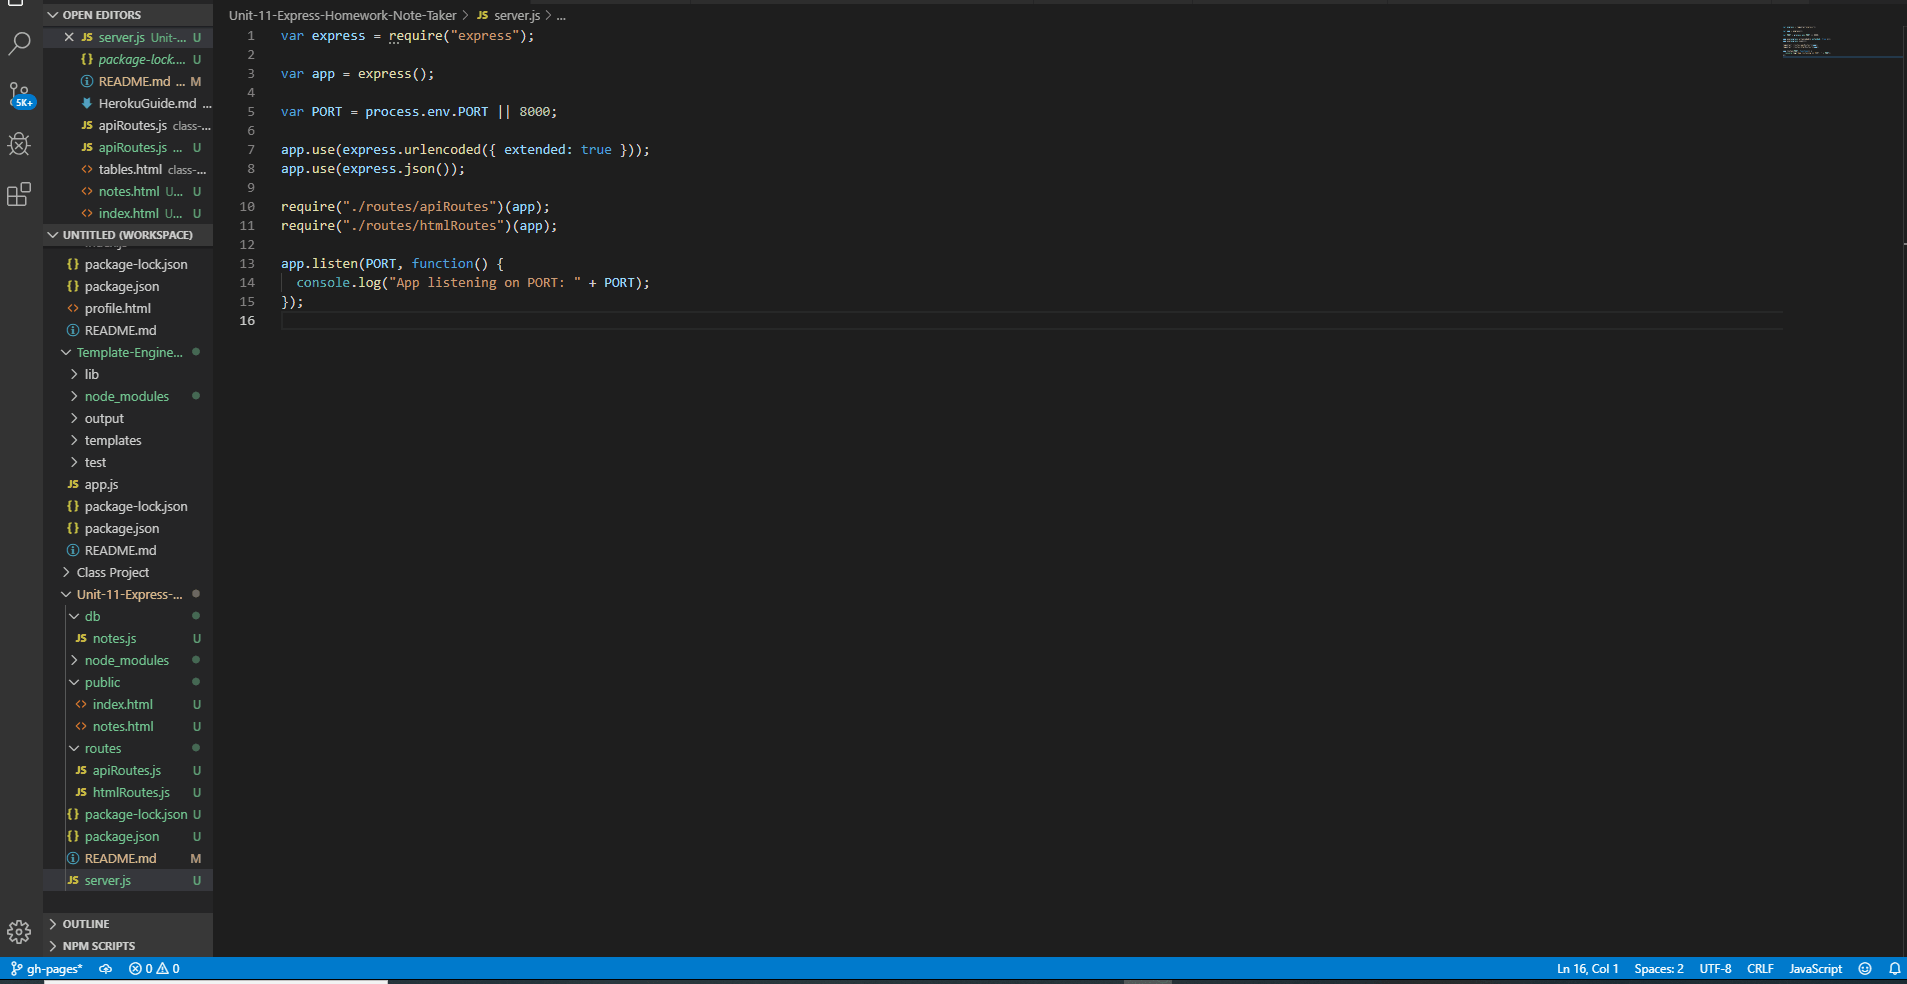 OPEN EDITORS
JS server.js Unit-... U
{} package-lock.... U
README.md ... M
HerokuGuide.md ...
JS apiRoutes.js class-...
JS apiRoutes.js ... U
<> tables.html class-...
<> notes.html U... U
<> index.html U... U
UNTITLED (WORKSPACE)
{} package-lock.json
{} package.json
<> profile.html
README.md
Template-Engine...
lib
node_modules
output
templates
test
JS app.js
{} package-lock.json
{} package.json
README.md
Class Project
Unit-11-Express-...
db
JS notes.js U
node_modules
public
<> index.html U
<> notes.html U
routes
JS apiRoutes.js U
JS htmlRoutes.js U
{} package-lock.json U
{} package.json U
README.md M
JS server.js U
OUTLINE
NPM SCRIPTS
5K+
Unit-11-Express-Homework-Note-Taker > JS server.js > ...
1 var express = require("express");
2
3 var app = express();
4
5 var PORT = process.env.PORT || 8000;
6
7 app.use(express.urlencoded({ extended: true }));
8 app.use(express.json());
9
10 require("./routes/apiRoutes")(app);
11 require("./routes/htmlRoutes")(app);
12
13 app.listen(PORT, function() {
14 console.log("App listening on PORT: " + PORT);
15 });
16
gh-pages* 0 0 Ln 16, Col 1 Spaces: 2 UTF-8 CRLF JavaScript